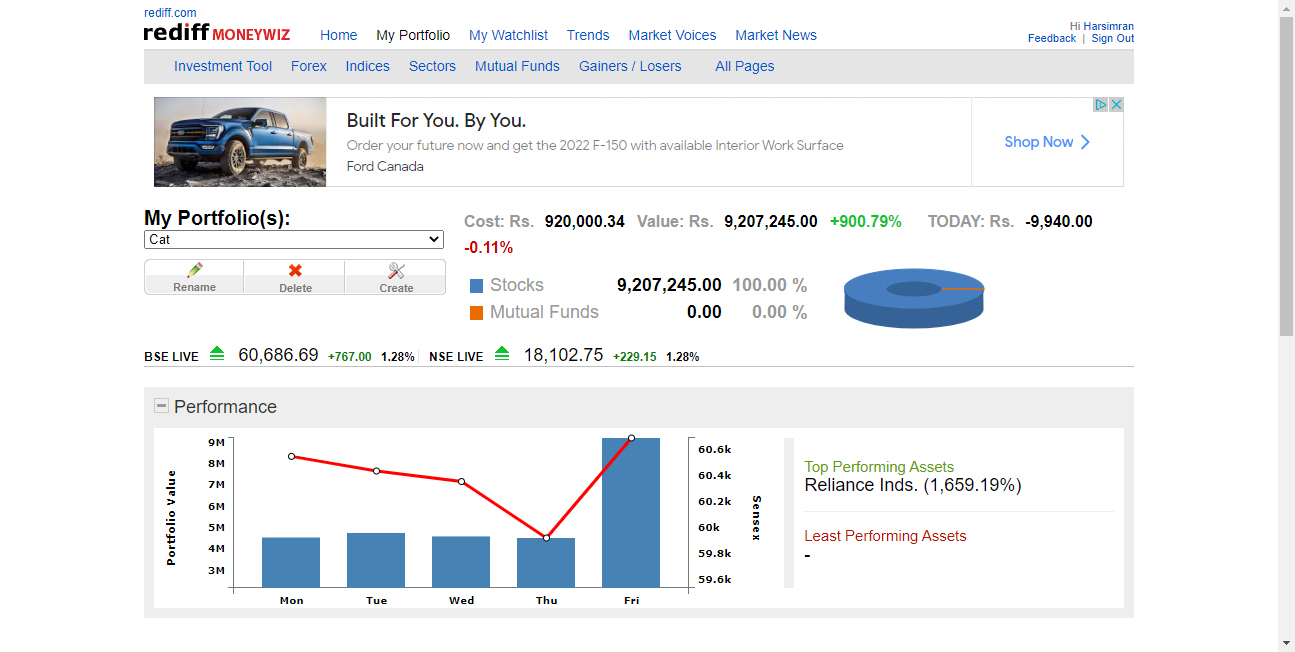 rediff.com
rediff MONEYWIZ Home My Portfolio My Watchlist Trends Market Voices Market News
Hi Harsimran
Feedback | Sign Out
Investment Tool Forex Indices Sectors Mutual Funds Gainers / Losers All Pages
Built For You. By You.
Order your future now and get the 2022 F-150 with available Interior Work Surface
Ford Canada
Shop Now
My Portfolio(s):
Cat
Rename Delete Create
Cost: Rs. 920,000.34 Value: Rs. 9,207,245.00 +900.79% TODAY: Rs. -9,940.00
-0.11%
Stocks 9,207,245.00 100.00 %
Mutual Funds 0.00 0.00 %
BSE LIVE 60,686.69 +767.00 1.28% NSE LIVE 18,102.75 +229.15 1.28%
Performance
Portfolio Value
9M
8M
7M
6M
5M
4M
3M
Mon Tue Wed Thu Fri
60.6k
60.4k
60.2k
60k
59.8k
59.6k
Sensex
Top Performing Assets
Reliance Inds. (1,659.19%)
Least Performing Assets
-